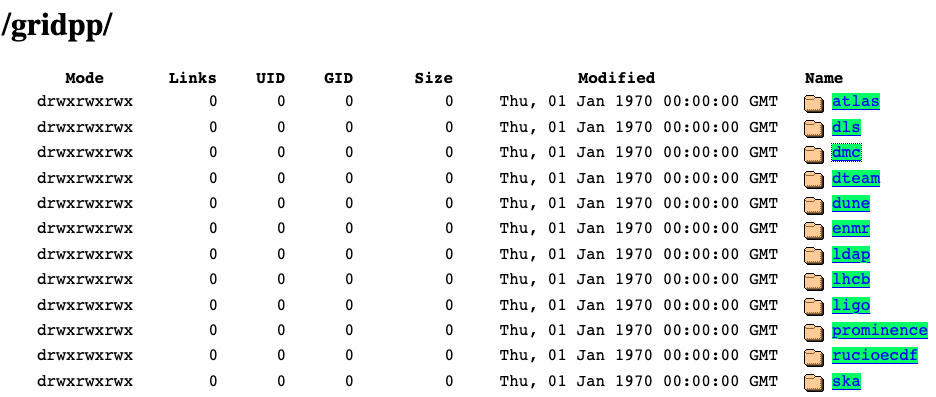 /gridpp/
Mode Links UID GID Size Modified Name
drwxrwxrwx 0 0 0 0 Thu, 01 Jan 1970 00:00:00 GMT atlas
drwxrwxrwx 0 0 0 0 Thu, 01 Jan 1970 00:00:00 GMT dls
drwxrwxrwx 0 0 0 0 Thu, 01 Jan 1970 00:00:00 GMT dmc
drwxrwxrwx 0 0 0 0 Thu, 01 Jan 1970 00:00:00 GMT dteam
drwxrwxrwx 0 0 0 0 Thu, 01 Jan 1970 00:00:00 GMT dune
drwxrwxrwx 0 0 0 0 Thu, 01 Jan 1970 00:00:00 GMT enmr
drwxrwxrwx 0 0 0 0 Thu, 01 Jan 1970 00:00:00 GMT ldap
drwxrwxrwx 0 0 0 0 Thu, 01 Jan 1970 00:00:00 GMT lhcb
drwxrwxrwx 0 0 0 0 Thu, 01 Jan 1970 00:00:00 GMT ligo
drwxrwxrwx 0 0 0 0 Thu, 01 Jan 1970 00:00:00 GMT prominence
drwxrwxrwx 0 0 0 0 Thu, 01 Jan 1970 00:00:00 GMT rucioecdf
drwxrwxrwx 0 0 0 0 Thu, 01 Jan 1970 00:00:00 GMT ska